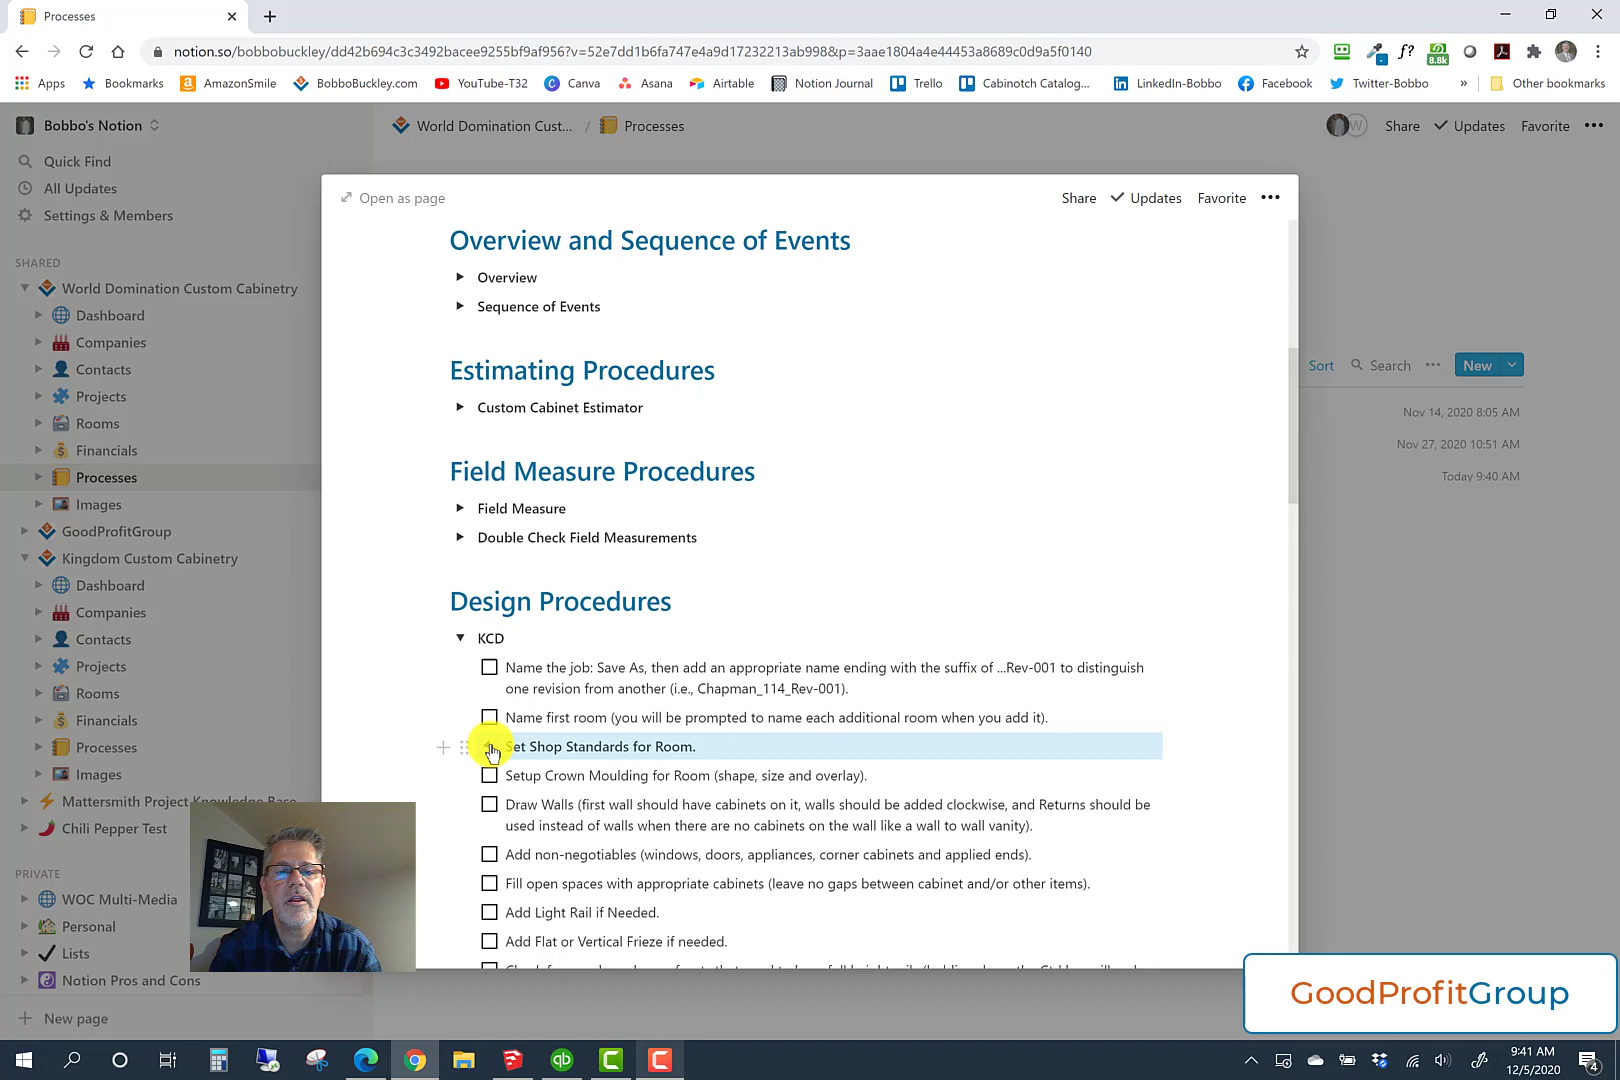 Processes
notion.so/bobbobuckley/dd42b694c3c3492bacee9255bf9af956?v=52e7dd1b6fa747e4a9d17232213ab998&p=3aae1804a4e44453a8689c0d9a5f0140
f?
8.8k
Apps
Bookmarks
AmazonSmile
BobboBuckley.com
YouTube-T32
Canva
Asana
Airtable
Notion Journal
Trello
Cabinotch Catalog...
LinkedIn-Bobbo
Facebook
Twitter-Bobbo
»
Other bookmarks
Bobbo's Notion
World Domination Cust... / Processes
W
Share
Updates
Favorite
Quick Find
All Updates
Settings & Members
SHARED
World Domination Custom Cabinetry
Dashboard
Companies
Contacts
Projects
Rooms
Financials
Processes
Images
GoodProfitGroup
Kingdom Custom Cabinetry
Dashboard
Companies
Contacts
Projects
Rooms
Financials
Processes
Images
Mattersmith Project Knowledge Base
Chili Pepper Test
PRIVATE
WOC Multi-Media
Personal
Lists
Notion Pros and Cons
New page
Open as page
Share
Updates
Favorite
Overview and Sequence of Events
Overview
Sequence of Events
Estimating Procedures
Custom Cabinet Estimator
Field Measure Procedures
Field Measure
Double Check Field Measurements
Design Procedures
KCD
Name the job: Save As, then add an appropriate name ending with the suffix of ...Rev-001 to distinguish
one revision from another (i.e., Chapman_114_Rev-001).
Name first room (you will be prompted to name each additional room when you add it).
Set Shop Standards for Room.
Setup Crown Moulding for Room (shape, size and overlay).
Draw Walls (first wall should have cabinets on it, walls should be added clockwise, and Returns should be
used instead of walls when there are no cabinets on the wall like a wall to wall vanity).
Add non-negotiables (windows, doors, appliances, corner cabinets and applied ends).
Fill open spaces with appropriate cabinets (leave no gaps between cabinet and/or other items).
Add Light Rail if Needed.
Add Flat or Vertical Frieze if needed.
Sort
Search
New
Nov 14, 2020 8:05 AM
Nov 27, 2020 10:51 AM
Today 9:40 AM
GoodProfitGroup
qb
9:41 AM
12/5/2020
4